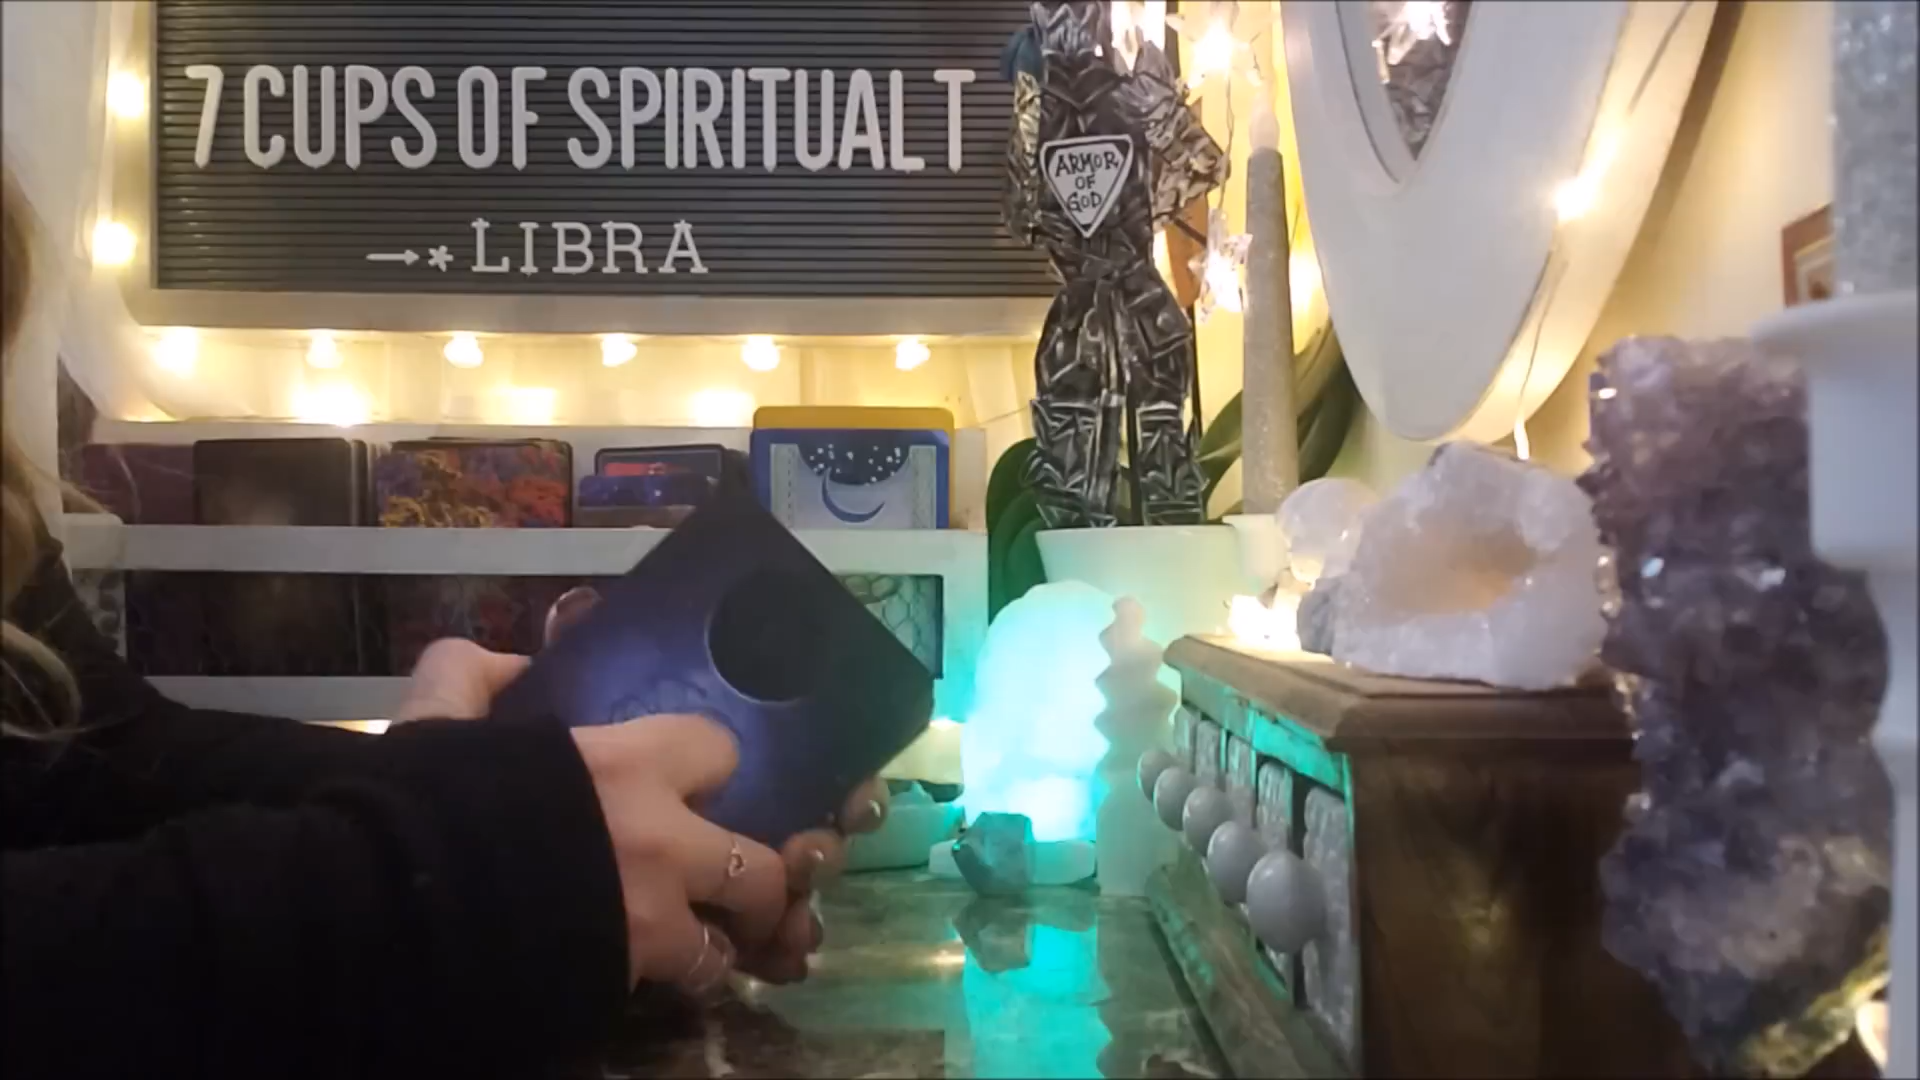 7 CUPS OF SPIRITUAL T
→* LIBRA
ARMOR
OF
GOD